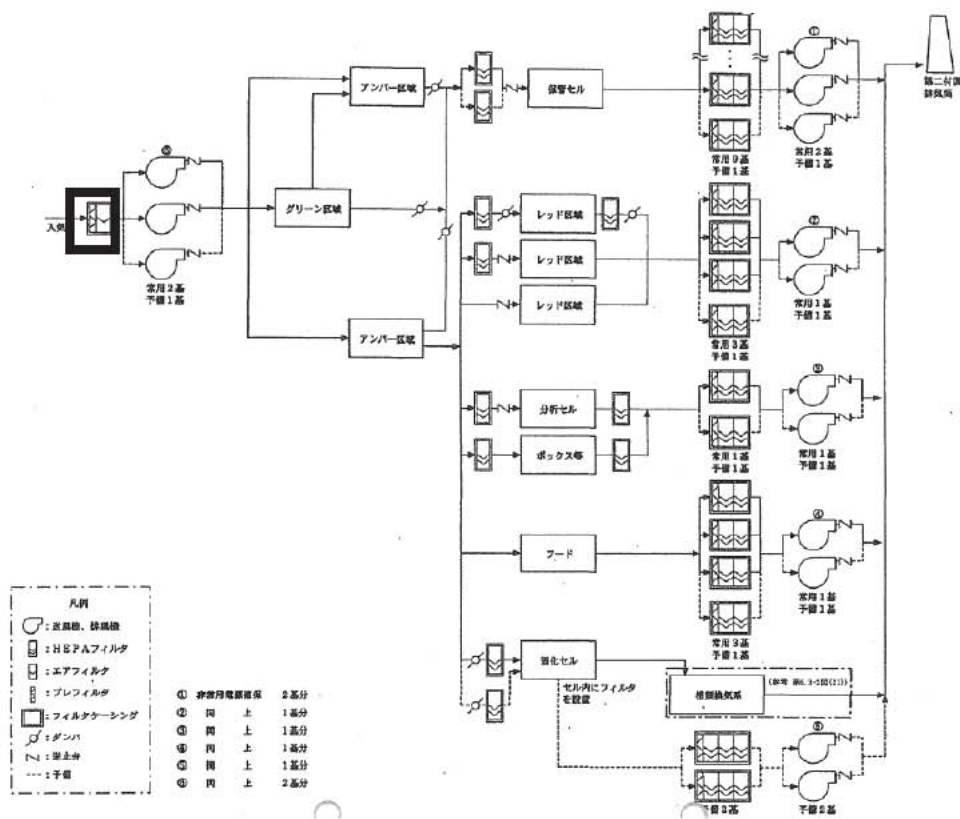 ①
アンバー区域
保管セル
第二付属
排気筒
常用9基
予備1基
常用2基
予備1基
⑥
入気
グリーン区域
常用2基
予備1基
レッド区域
レッド区域
レッド区域
②
常用3基
予備1基
常用1基
予備1基
アンバー区域
③
分析セル
ボックス等
常用1基
予備1基
常用1基
予備1基
④
フード
常用3基
予備1基
常用1基
予備1基
凡例
:送風機、排風機
:HEPAフィルタ
:エアフィルタ
:プレフィルタ
:フィルタケーシング
:ダンパ
:逆止弁
:予備
① 非常用電源確保 2基分
② 同 上 1基分
③ 同 上 1基分
④ 同 上 1基分
⑤ 同 上 1基分
⑥ 同 上 2基分
固化セル
セル内にフィルタ
を設置
槽類換気系
⑤
予備2基
予備2基